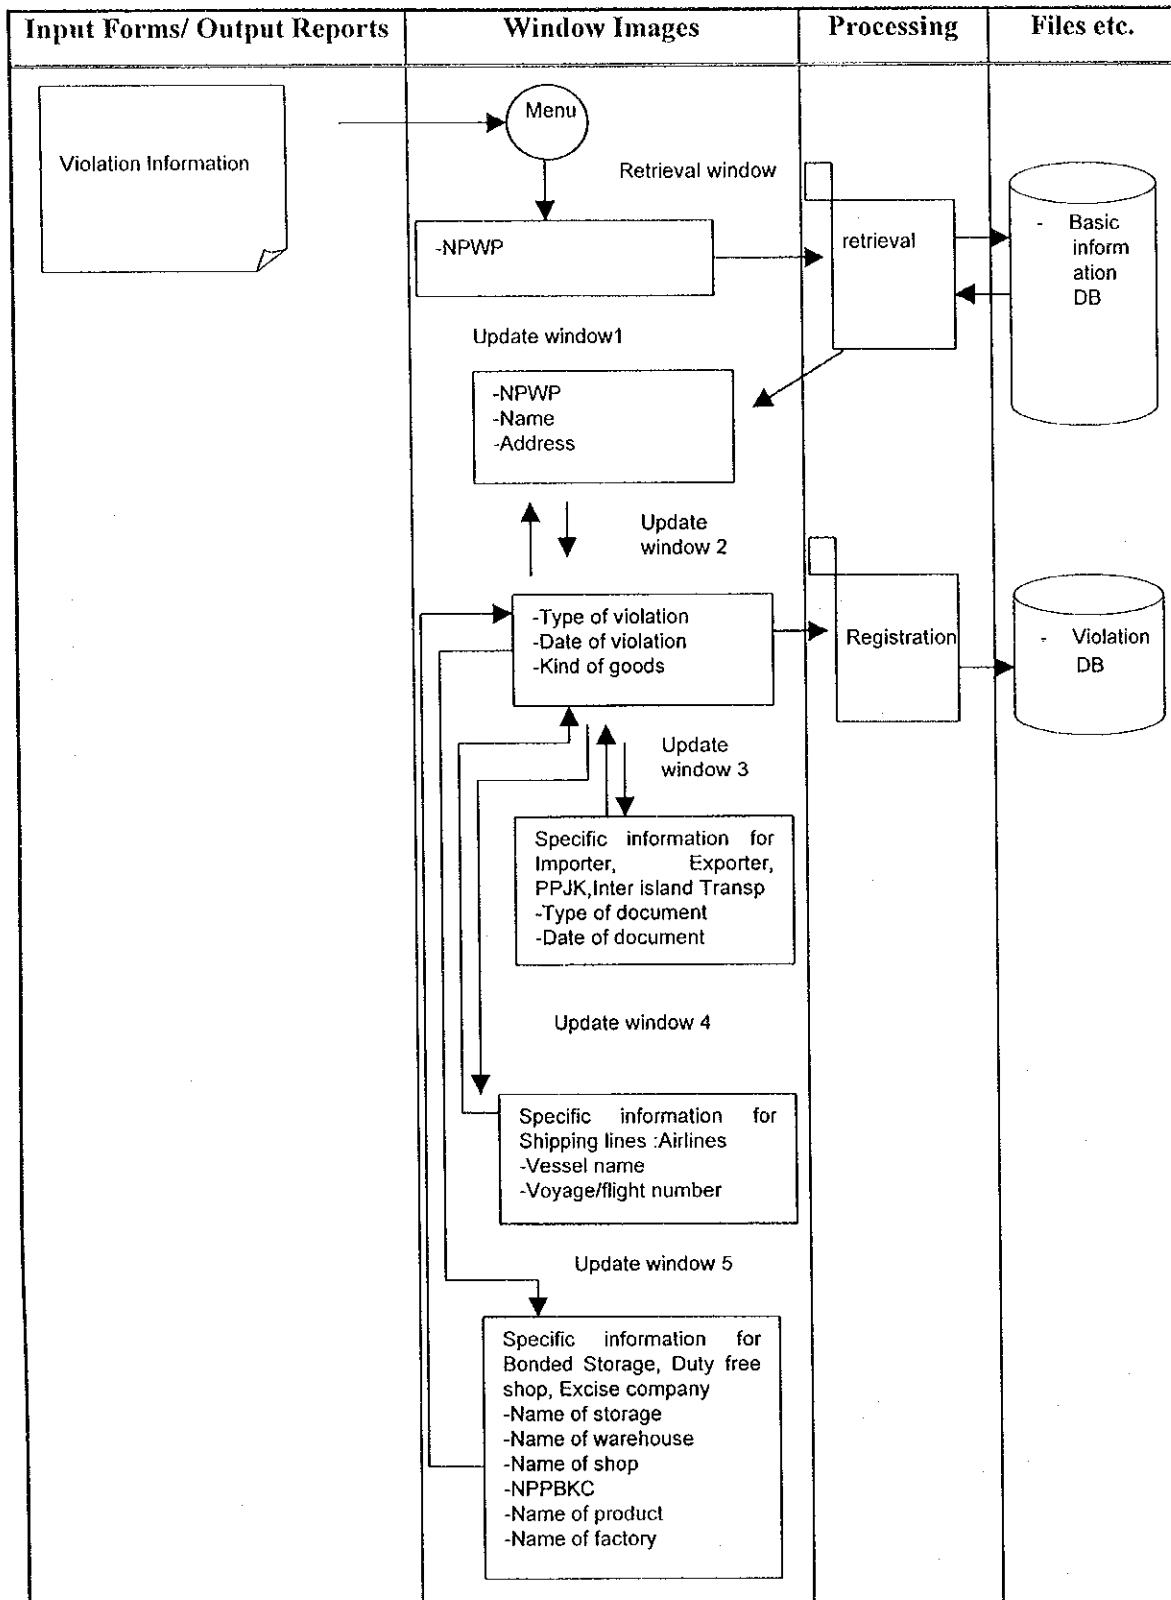 Input Forms/ Output Reports
Window Images
Processing
Files etc.
Violation Information
Menu
Retrieval window
-NPWP
retrieval
- Basic
inform
ation
DB
Update window1
-NPWP
-Name
-Address
Update
window 2
-Type of violation
-Date of violation
-Kind of goods
Registration
- Violation
DB
Update
window 3
Specific information for
Importer, Exporter,
PPJK,Inter island Transp
-Type of document
-Date of document
Update window 4
Specific information for
Shipping lines :Airlines
-Vessel name
-Voyage/flight number
Update window 5
Specific information for
Bonded Storage, Duty free
shop, Excise company
-Name of storage
-Name of warehouse
-Name of shop
-NPPBKC
-Name of product
-Name of factory